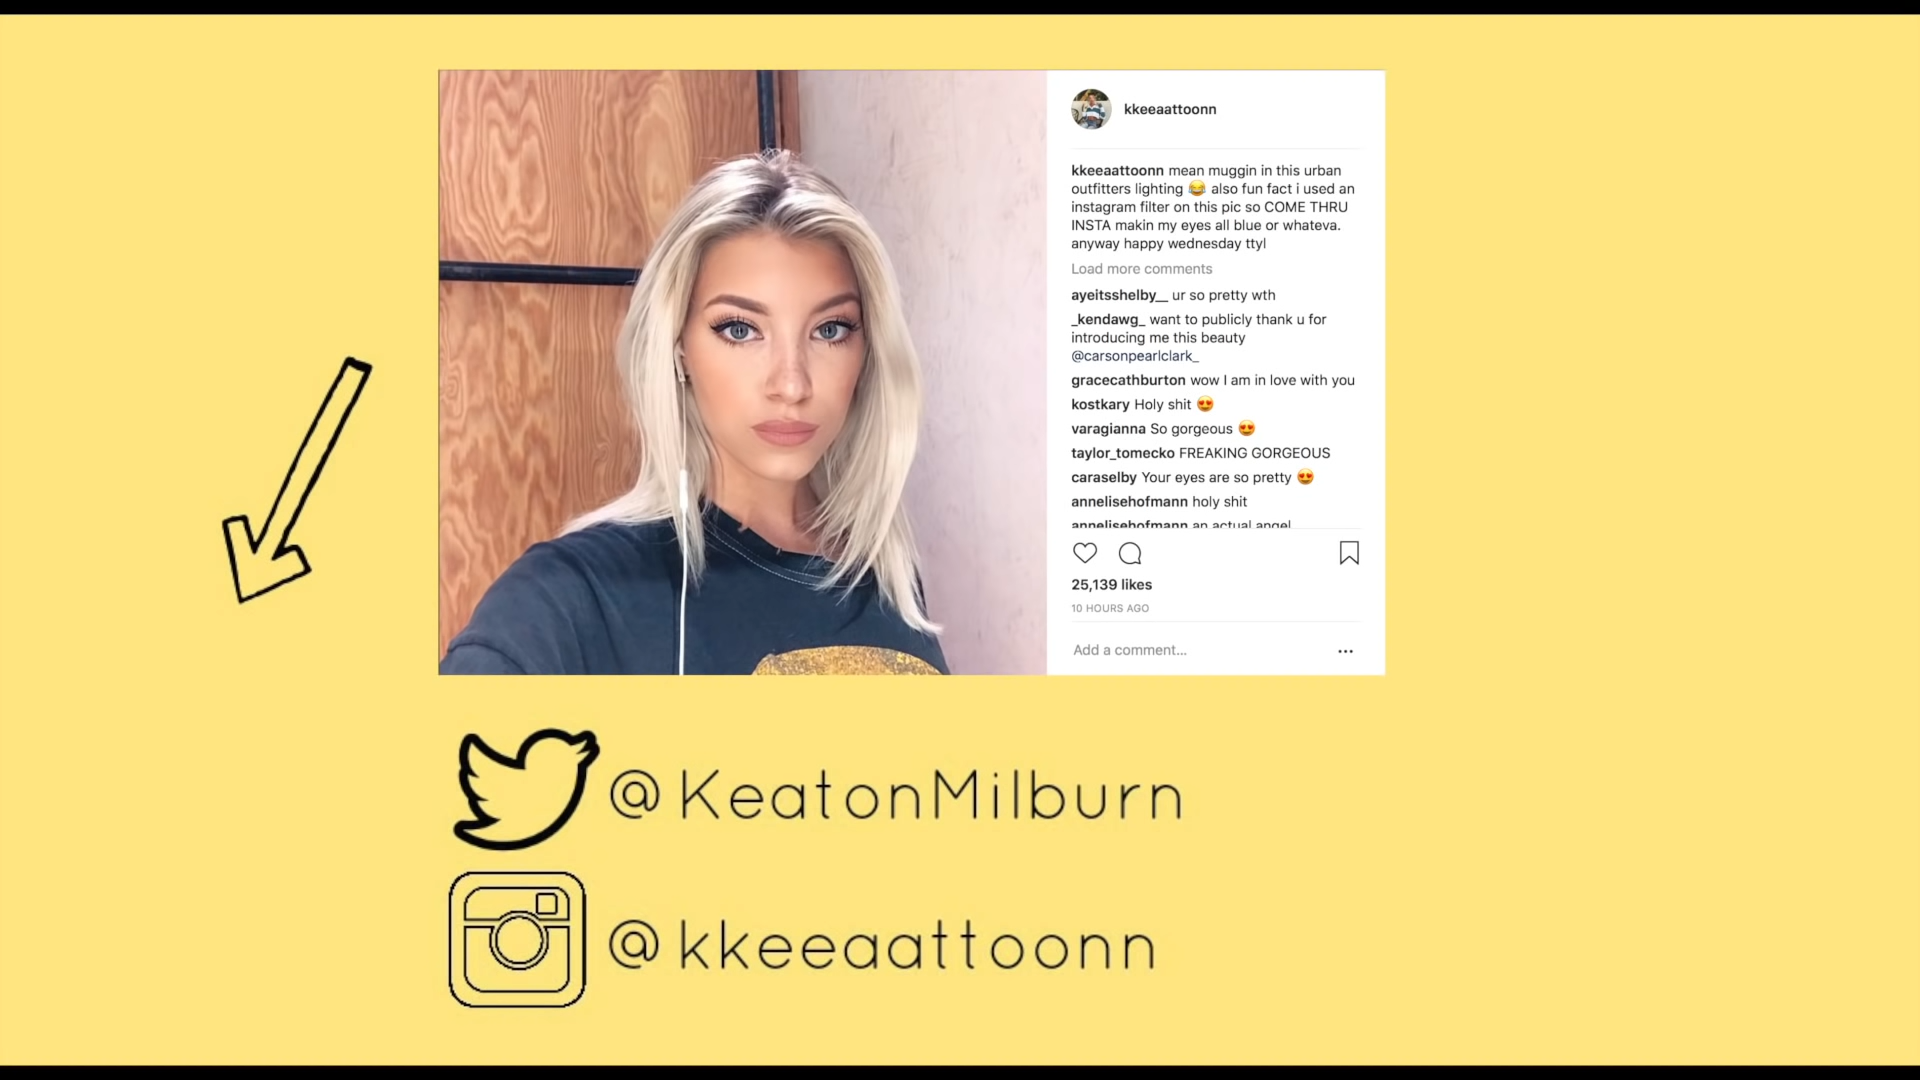 kkeeaattoonn
kkeeaattoonn mean muggin in this urban
outfitters lighting 😂 also fun fact i used an
instagram filter on this pic so COME THRU
INSTA makin my eyes all blue or whateva.
anyway happy wednesday ttyl
Load more comments
ayeitsshelby__ ur so pretty wth
_kendawg_ want to publicly thank u for
introducing me this beauty
@carsonpearlclark_
gracecathburton wow I am in love with you
kostkary Holy shit 😍
varagianna So gorgeous 😍
taylor_tomecko FREAKING GORGEOUS
caraselby Your eyes are so pretty 😍
annelisehofmann holy shit
annelisehofmann an actual angel
25,139 likes
10 HOURS AGO
Add a comment...
@KeatonMilburn
@kkeeaattoonn